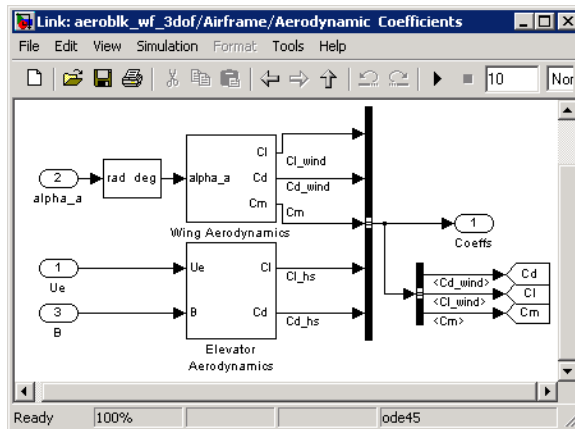 Link: aeroblk_wf_3dof/Airframe/Aerodynamic Coefficients
File Edit View Simulation Format Tools Help
10 Nor
2
alpha_a
rad deg
alpha_a
Cl
Cd
Cm
Wing Aerodynamics
Cl_wind
Cd_wind
Cm
1
Ue
3
B
Ue
B
Cl
Cd
Elevator
Aerodynamics
Cl_hs
Cd_hs
1
Coeffs
<Cd_wind>
<Cl_wind>
<Cm>
Cd
Cl
Cm
Ready 100% ode45